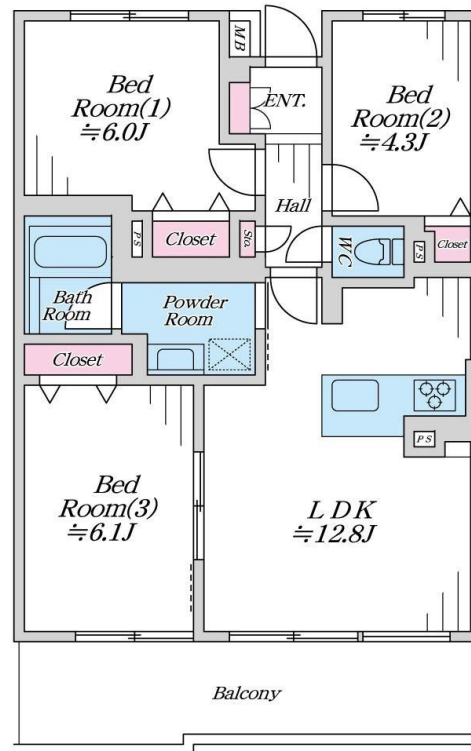 MB
Bed
Room(1)
≒6.0J
ENT.
Bed
Room(2)
≒4.3J
Hall
PS
Closet
Sto.
WC
PS
Closet
Bath
Room
Powder
Room
Closet
PS
Bed
Room(3)
≒6.1J
LDK
≒12.8J
Balcony